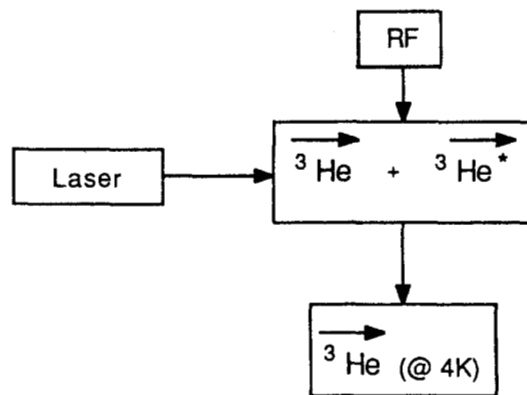 RF
³He + ³He*
Laser
³He (@ 4K)